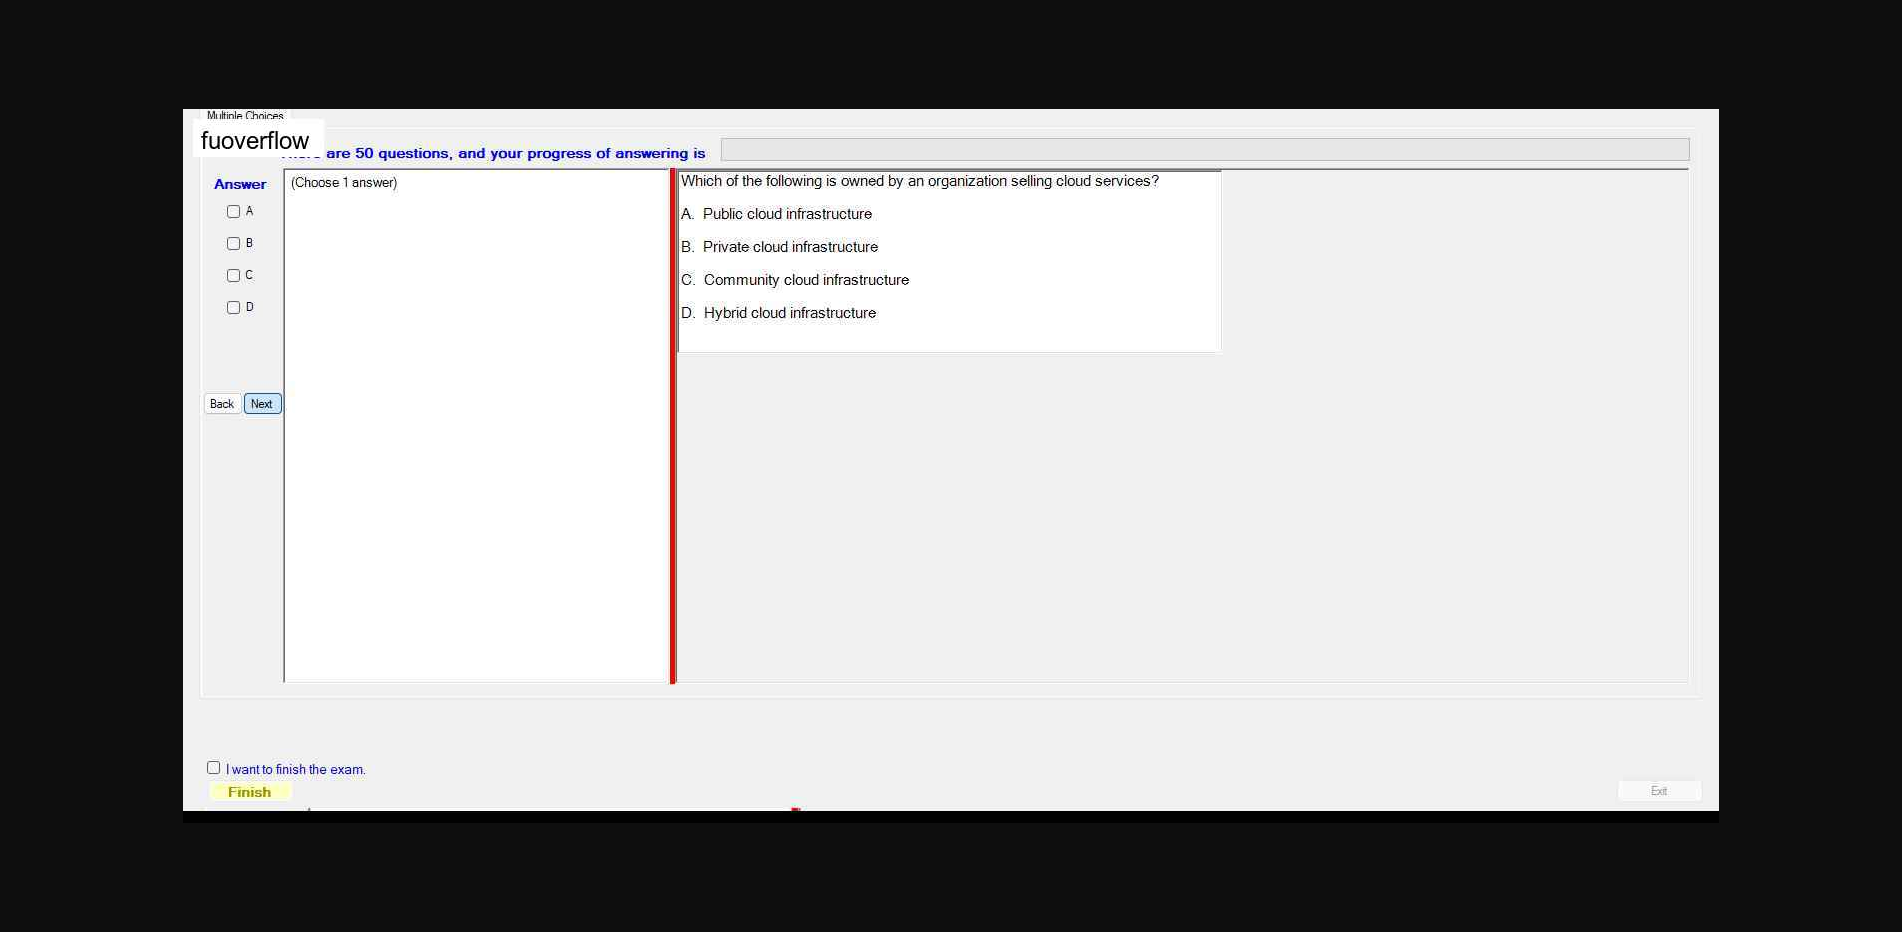 Multiple Choices
fuoverflow
are 50 questions, and your progress of answering is
Answer
(Choose 1 answer)
A
B
C
D
Back
Next
Which of the following is owned by an organization selling cloud services?
A. Public cloud infrastructure
B. Private cloud infrastructure
C. Community cloud infrastructure
D. Hybrid cloud infrastructure
I want to finish the exam.
Finish
Exit